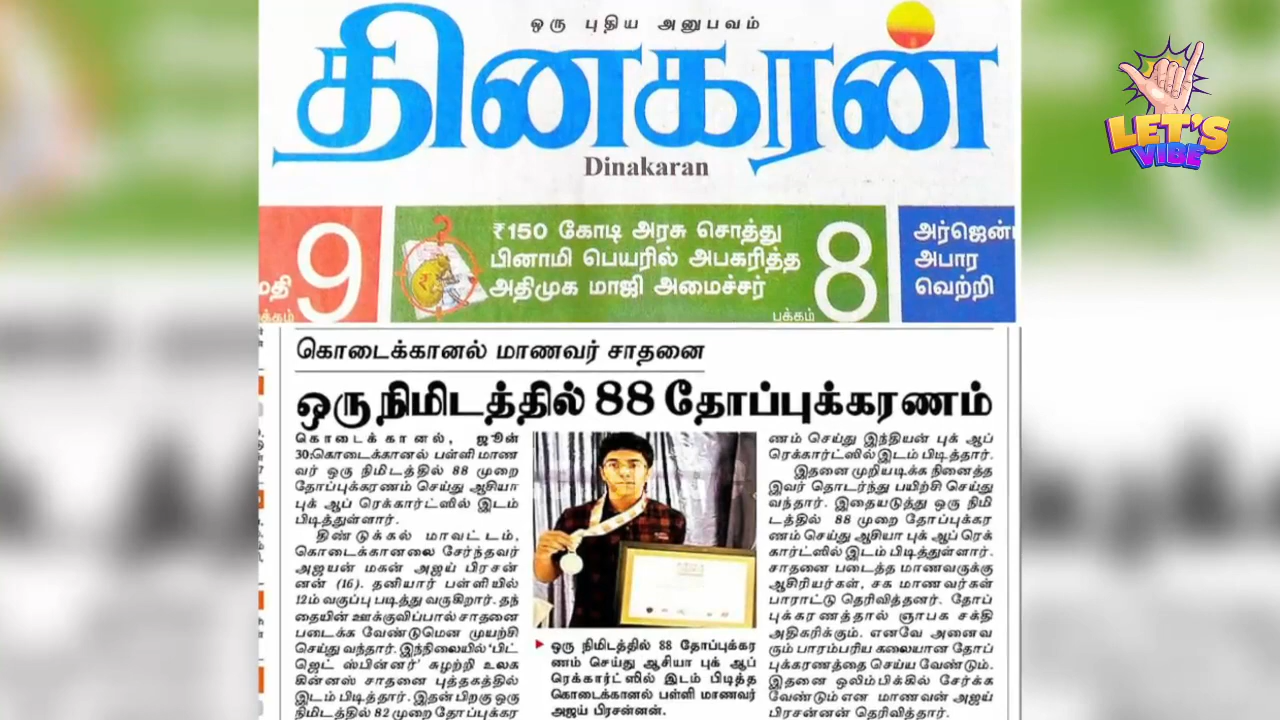 ஒரு புதிய அனுபவம்
தினகரன்
Dinakaran
LET'S
VIBE
9
₹150 கோடி அரசு சொத்து
பினாமி பெயரில் அபகரித்த
அதிமுக மாஜி அமைச்சர்
பக்கம்
8
அபார
வெற்றி
கொடைக்கானல் மாணவர் சாதனை
ஒரு நிமிடத்தில் 88 தோப்புக்கரணம்
கொடைக்கானல், ஜூன்
30:கொடைக்கானல் பள்ளி மாண
வர் ஒரு நிமிடத்தில் 88 முறை
தோப்புக்கரணம் செய்து ஆசியா
புக் ஆப் ரெக்கார்ட்ஸில் இடம்
பிடித்துள்ளார்.
திண்டுக்கல் மாவட்டம்,
கொடைக்கானலை சேர்ந்தவர்
அஜயன் மகன் அஜய் பிரசன்
னன் (16). தனியார் பள்ளியில்
12ம் வகுப்பு படித்து வருகிறார். தந்
தையின் ஊக்குவிப்பால் சாதனை
படைக்க வேண்டுமென முயற்சி
செய்து வந்தார். இந்நிலையில் 'பிட்
ஜெட் ஸ்பின்னர்' சுழற்றி உலக
கின்னஸ் சாதனை புத்தகத்தில்
இடம் பிடித்தார். இதன் பிறகு ஒரு
நிமிடத்தில் 82 முறை தோப்புக்கர
ஒரு நிமிடத்தில் 88 தோப்புக்கர
ணம் செய்து ஆசியா புக் ஆப்
ரெக்கார்ட்ஸில் இடம் பிடித்த
கொடைக்கானல் பள்ளி மாணவர்
அஜய் பிரசன்னன்.
ணம் செய்து இந்தியன் புக் ஆப்
ரெக்கார்ட்ஸில் இடம் பிடித்தார்.
இதனை முறியடிக்க நினைத்த
இவர் தொடர்ந்து பயிற்சி செய்து
வந்தார். இதையடுத்து ஒரு நிமி
டத்தில் 88 முறை தோப்புக்கர
ணம் செய்து ஆசியா புக் ஆப் ரெக்
கார்ட்ஸில் இடம் பிடித்துள்ளார்.
சாதனை படைத்த மாணவருக்கு
ஆசிரியர்கள், சக மாணவர்கள்
பாராட்டு தெரிவித்தனர். தோப்
புக்கரணத்தால் ஞாபக சக்தி
அதிகரிக்கும். எனவே அனைவ
ரும் பாரம்பரிய கலையான தோப்
புக்கரணத்தை செய்ய வேண்டும்.
இதனை ஒலிம்பிக்கில் சேர்க்க
வேண்டும் என மாணவன் அஜய்
பிரசன்னன் தெரிவித்தார்.